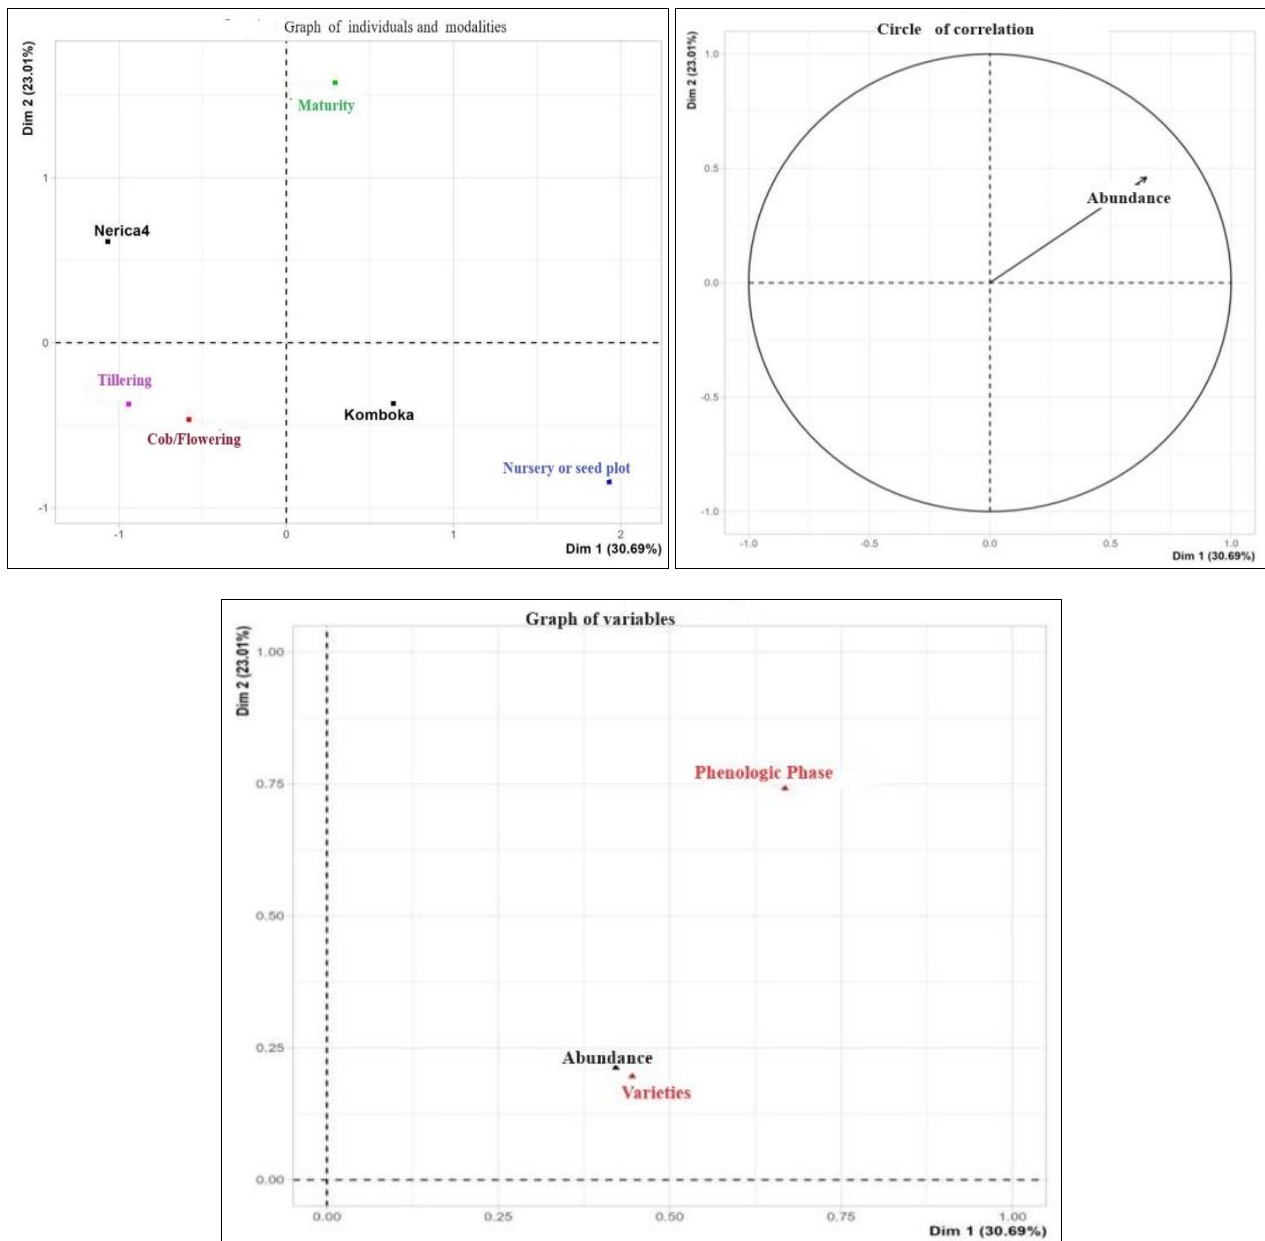 Graph of individuals and modalities
Dim 2 (23.01%)
Maturity
1
Nerica4
0
Tillering
Cob/Flowering
Komboka
Nursery or seed plot
-1
-1
0
1
2
Dim 1 (30.69%)
Circle of correlation
Dim 2 (23.01%)
1.0
0.5
Abundance
0.0
-0.5
-1.0
-1.0
-0.5
0.0
0.5
1.0
Dim 1 (30.69%)
Graph of variables
Dim 2 (23.01%)
1.00
Phenologic Phase
0.75
0.50
0.25
Abundance
Varieties
0.00
0.00
0.25
0.50
0.75
1.00
Dim 1 (30.69%)